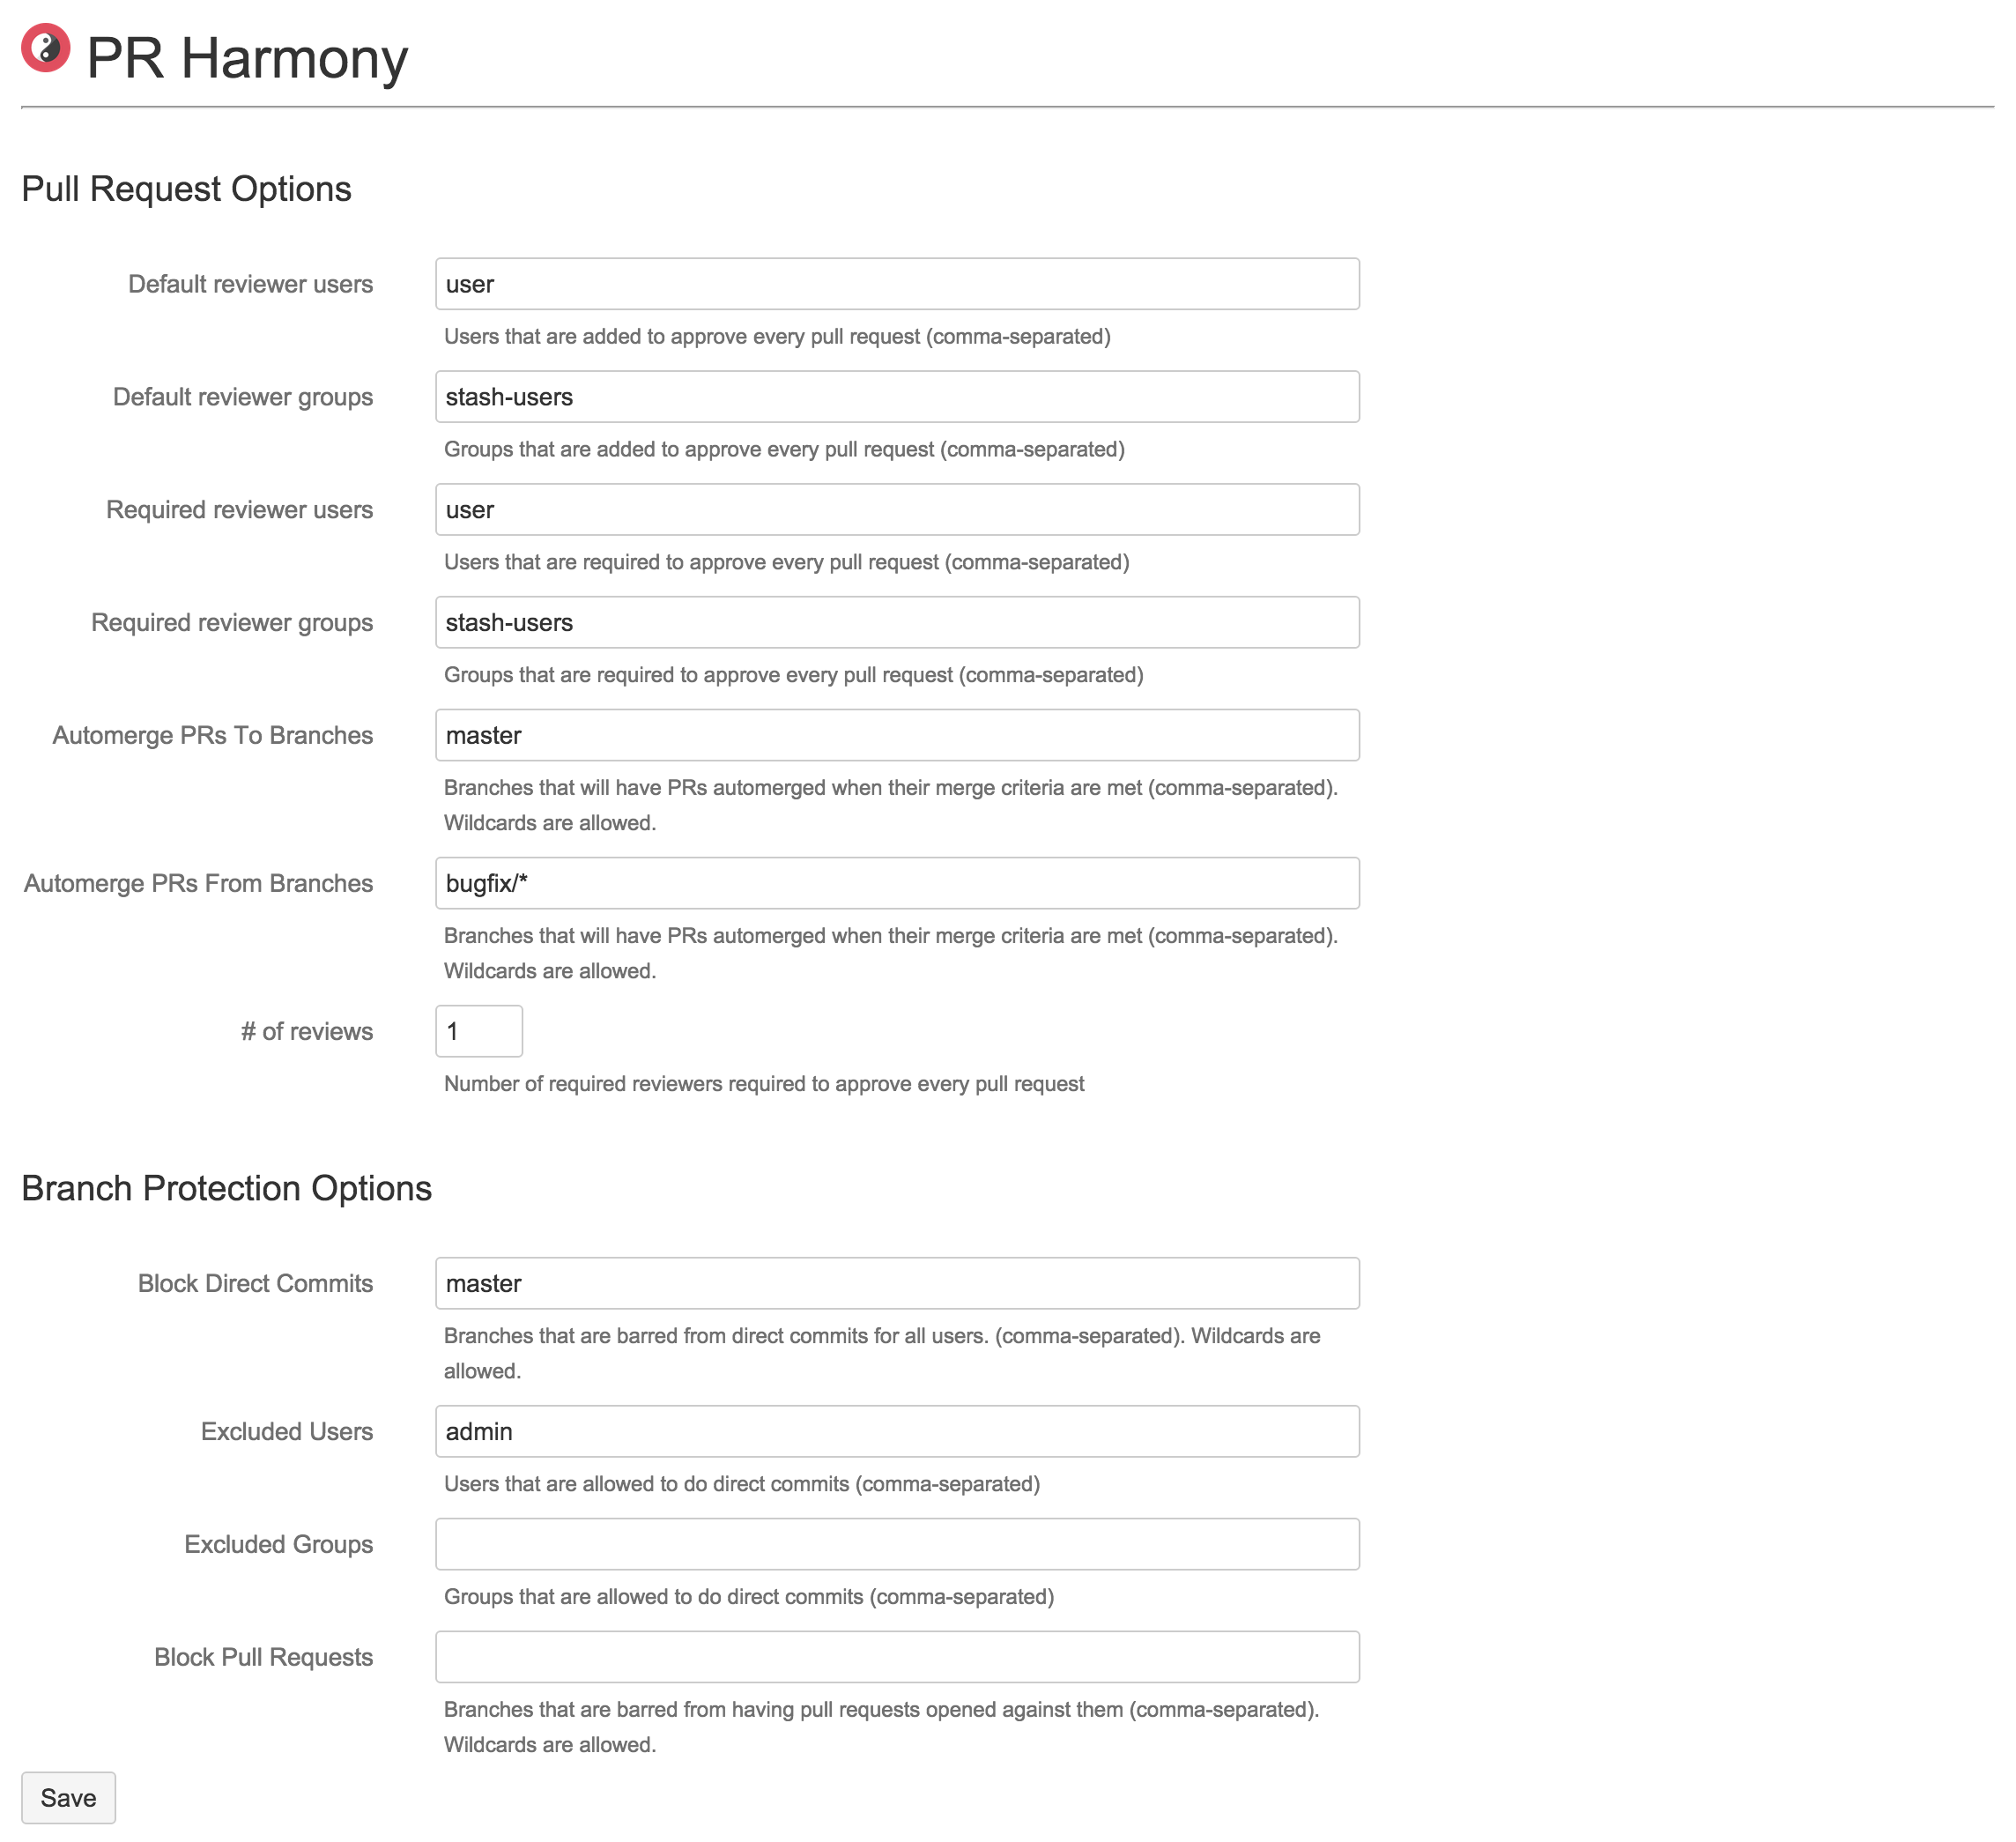 PR Harmony
Pull Request Options
Default reviewer users
user
Users that are added to approve every pull request (comma-separated)
Default reviewer groups
stash-users
Groups that are added to approve every pull request (comma-separated)
Required reviewer users
user
Users that are required to approve every pull request (comma-separated)
Required reviewer groups
stash-users
Groups that are required to approve every pull request (comma-separated)
Automerge PRs To Branches
master
Branches that will have PRs automerged when their merge criteria are met (comma-separated).
Wildcards are allowed.
Automerge PRs From Branches
bugfix/*
Branches that will have PRs automerged when their merge criteria are met (comma-separated).
Wildcards are allowed.
# of reviews
1
Number of required reviewers required to approve every pull request
Branch Protection Options
Block Direct Commits
master
Branches that are barred from direct commits for all users. (comma-separated). Wildcards are
allowed.
Excluded Users
admin
Users that are allowed to do direct commits (comma-separated)
Excluded Groups
Groups that are allowed to do direct commits (comma-separated)
Block Pull Requests
Branches that are barred from having pull requests opened against them (comma-separated).
Wildcards are allowed.
Save